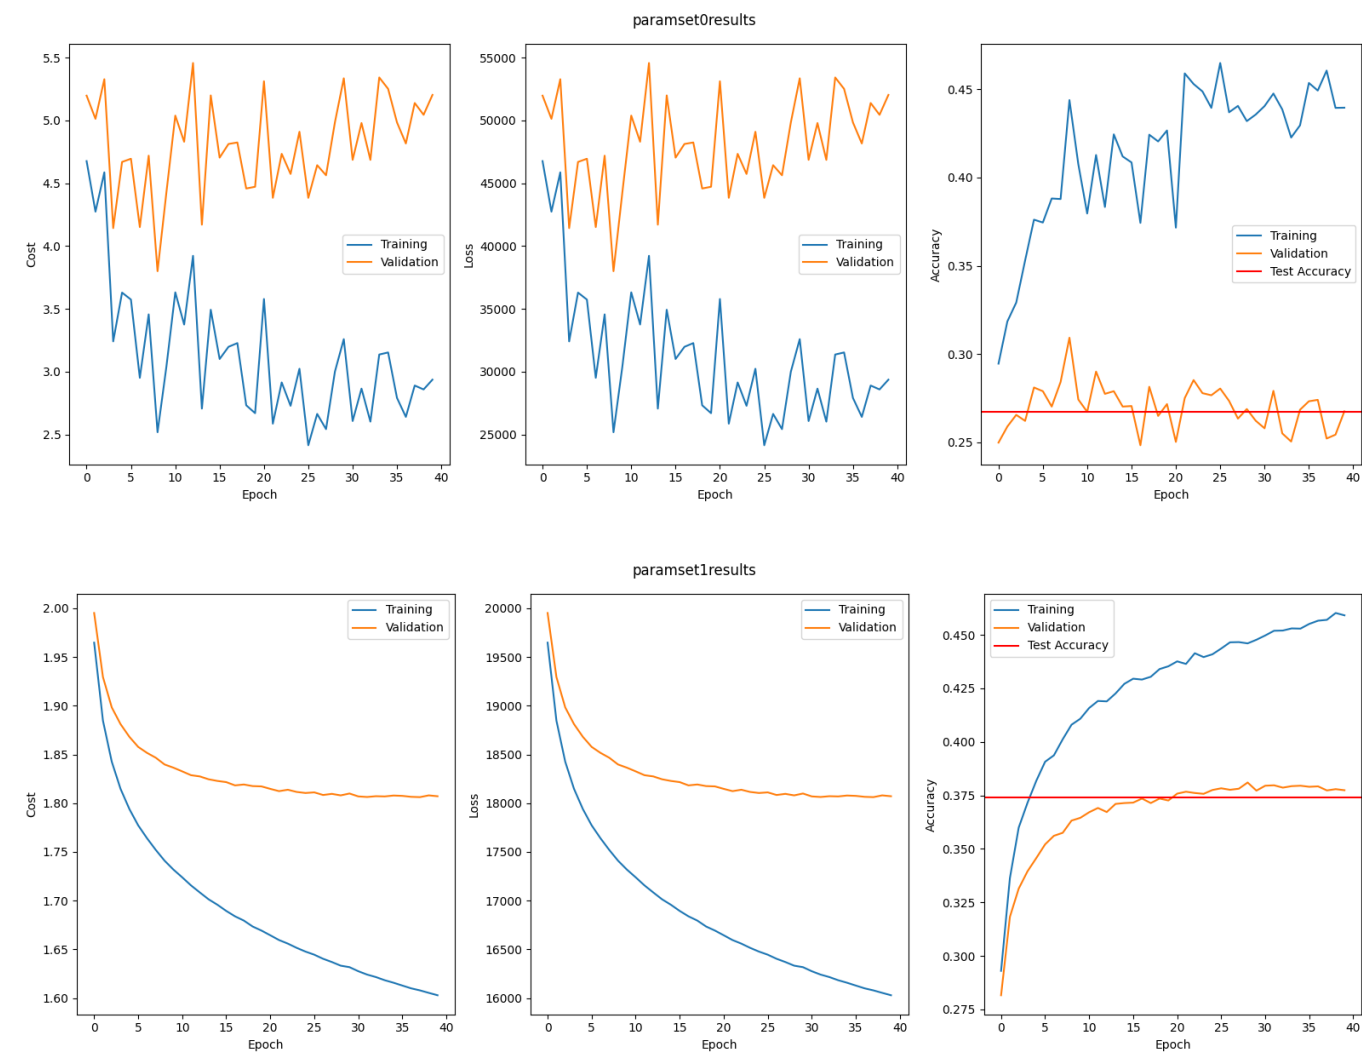 paramset0results
5.5
5.0
4.5
4.0
3.5
3.0
2.5
Cost
Training
Validation
0 5 10 15 20 25 30 35 40
Epoch
55000
50000
45000
40000
35000
30000
25000
Loss
Training
Validation
0 5 10 15 20 25 30 35 40
Epoch
0.45
0.40
0.35
0.30
0.25
Accuracy
Training
Validation
Test Accuracy
0 5 10 15 20 25 30 35 40
Epoch
paramset1results
2.00
1.95
1.90
1.85
1.80
1.75
1.70
1.65
1.60
Cost
Training
Validation
0 5 10 15 20 25 30 35 40
Epoch
20000
19500
19000
18500
18000
17500
17000
16500
16000
Loss
Training
Validation
0 5 10 15 20 25 30 35 40
Epoch
0.450
0.425
0.400
0.375
0.350
0.325
0.300
0.275
Accuracy
Training
Validation
Test Accuracy
0 5 10 15 20 25 30 35 40
Epoch